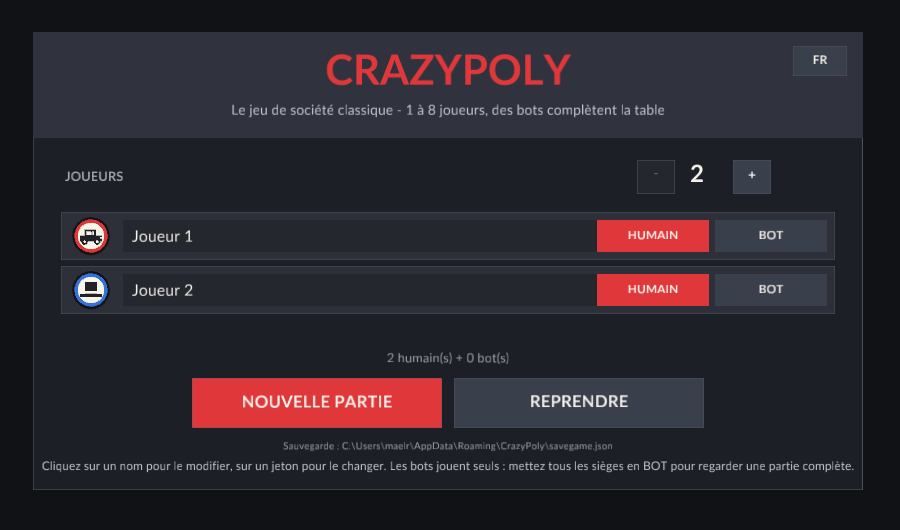 CRAZYPOLY
FR
Le jeu de société classique - 1 à 8 joueurs, des bots complètent la table
JOUEURS
- 2 +
Joueur 1 HUMAIN BOT
Joueur 2 HUMAIN BOT
2 humain(s) + 0 bot(s)
NOUVELLE PARTIE REPRENDRE
Sauvegarde : C:\Users\maelr\AppData\Roaming\CrazyPoly\savegame.json
Cliquez sur un nom pour le modifier, sur un jeton pour le changer. Les bots jouent seuls : mettez tous les sièges en BOT pour regarder une partie complète.